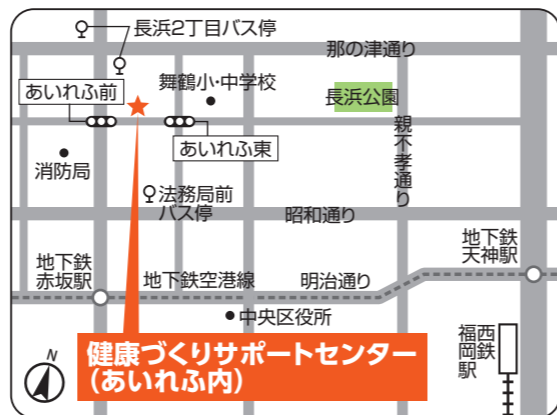 長浜2丁目バス停
那の津通り
あいれふ前
舞鶴小・中学校
長浜公園
あいれふ東
親不孝通り
消防局
法務局前
バス停
昭和通り
地下鉄
天神駅
地下鉄
赤坂駅
地下鉄空港線
明治通り
中央区役所
健康づくりサポートセンター
(あいれふ内)
西鉄
福岡駅
N